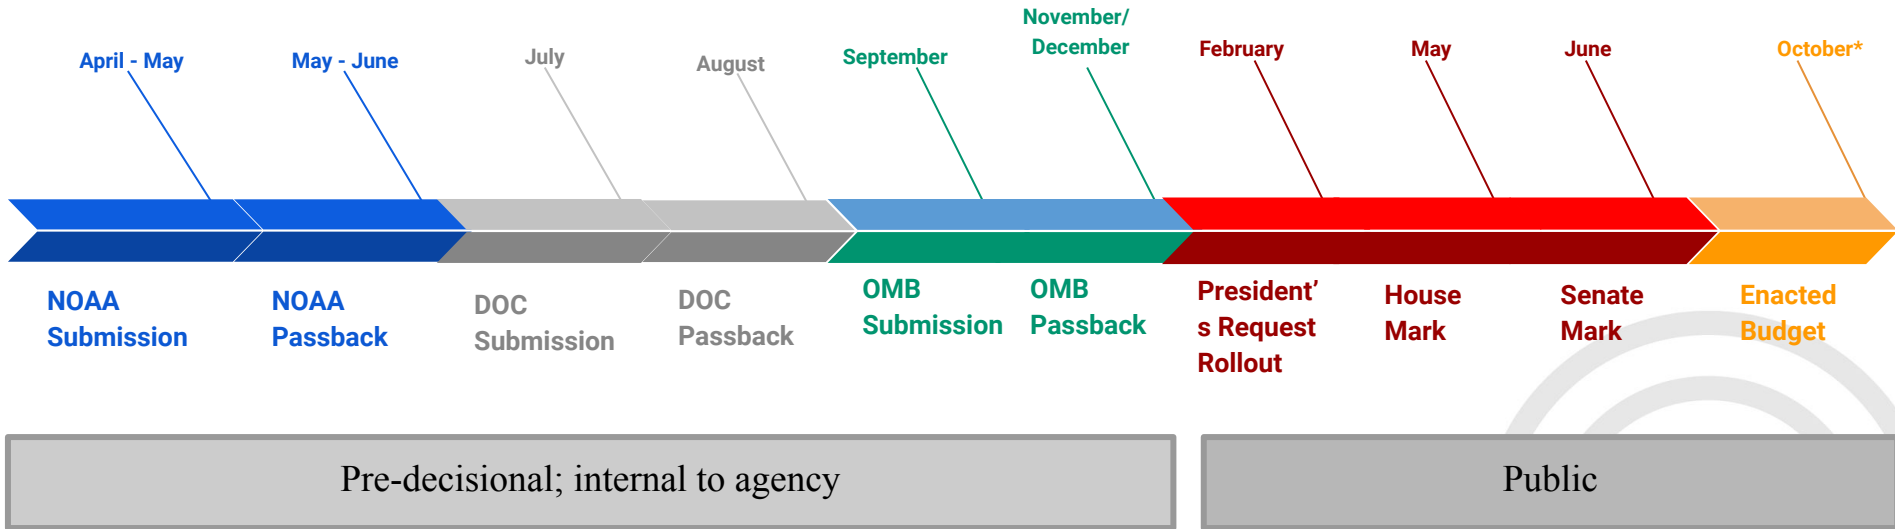 April - May
May - June
July
August
September
November/
December
February
May
June
October*
NOAA
Submission
NOAA
Passback
DOC
Submission
DOC
Passback
OMB
Submission
OMB
Passback
President’
s Request
Rollout
House
Mark
Senate
Mark
Enacted
Budget
Pre-decisional; internal to agency
Public